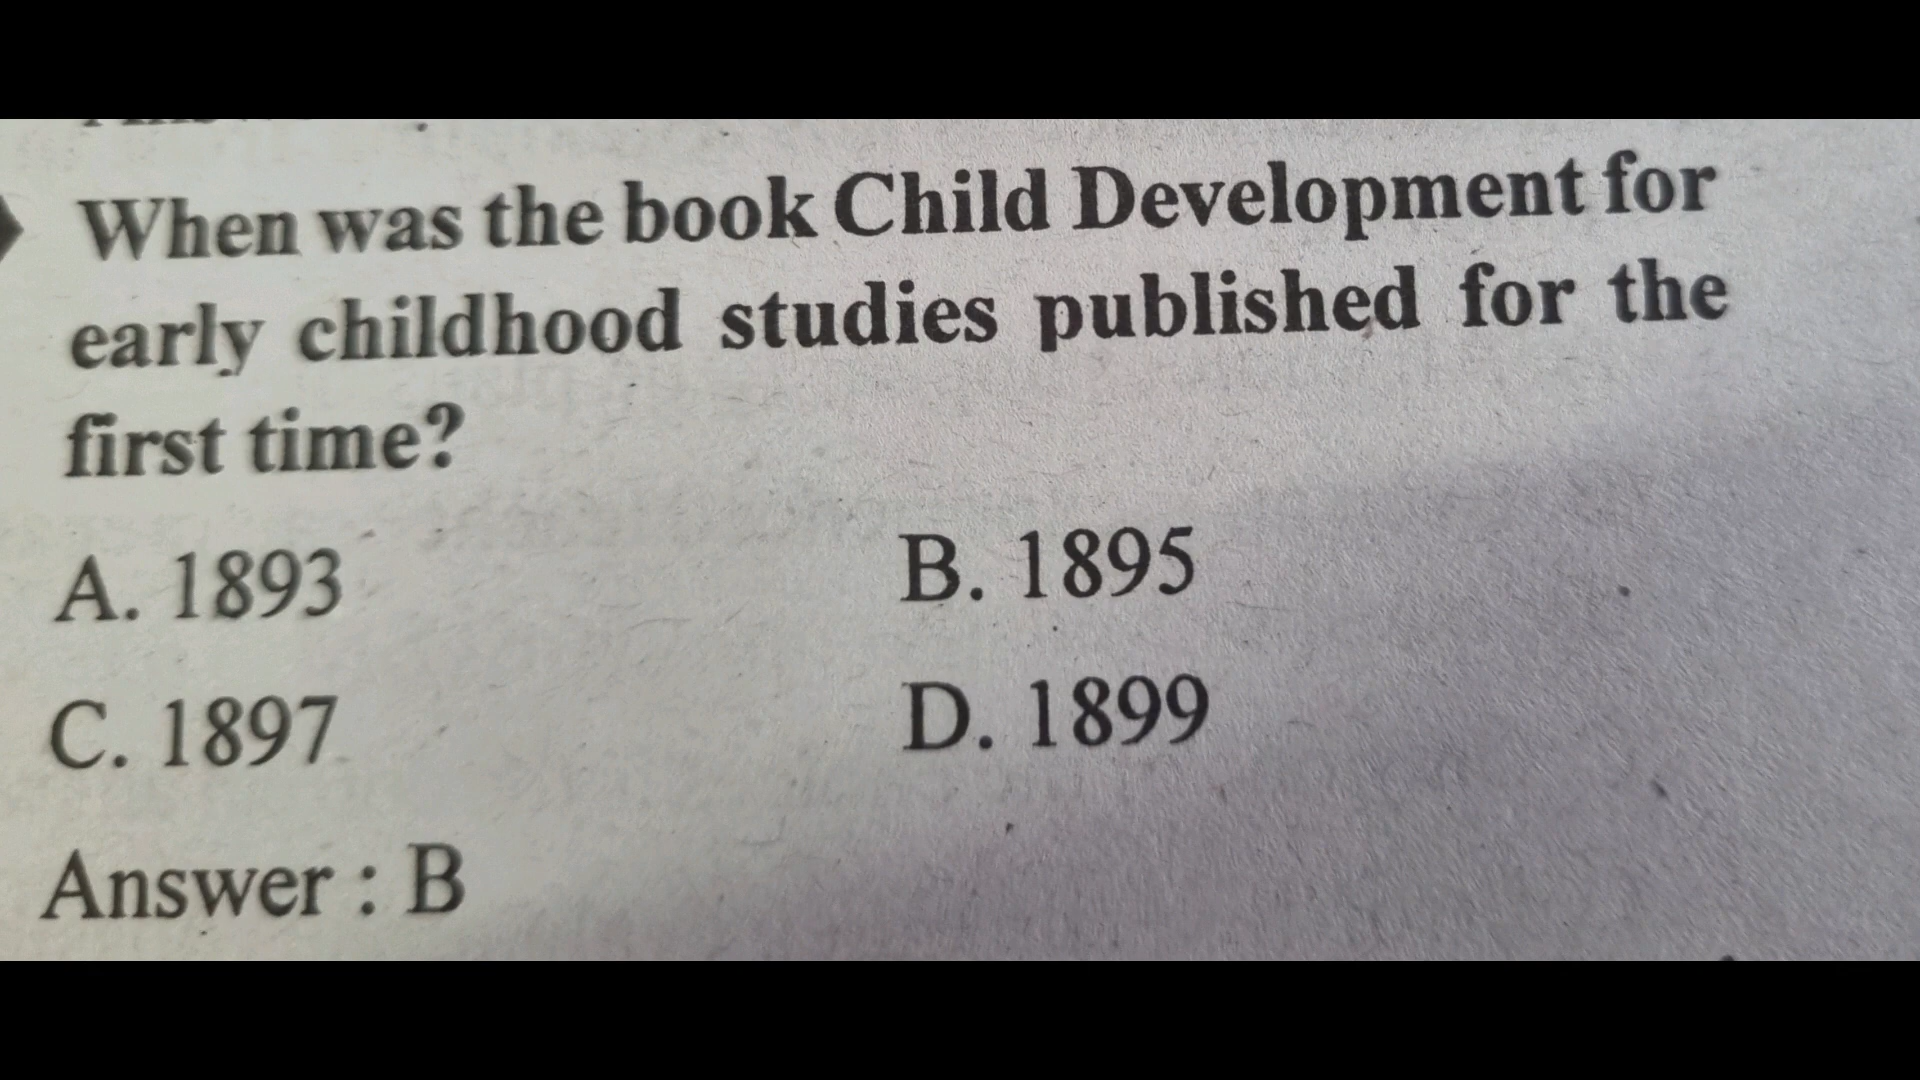 When was the book Child Development for
early childhood studies published for the
first time?
A. 1893 B. 1895
C. 1897 D. 1899
Answer : B